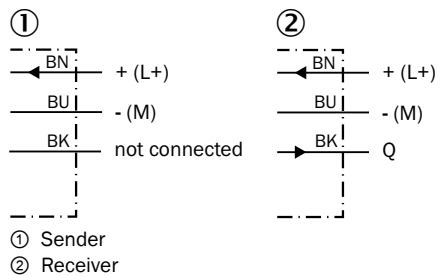 ① ②
BN + (L+) BN + (L+)
BU - (M) BU - (M)
BK not connected BK Q
① Sender
② Receiver